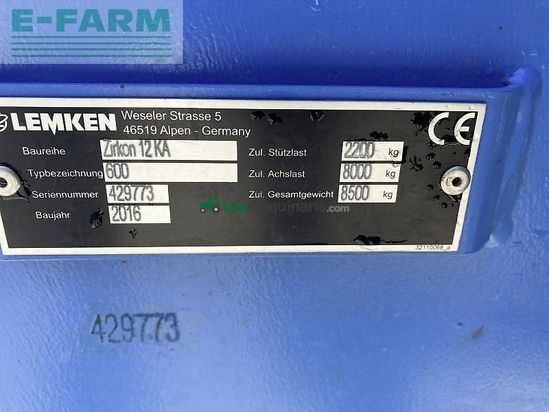 E-FARM
LEMKEN
Weseler Strasse 5
46519 Alpen - Germany
CE
Baureihe Zirkon 12 KA Zul. Stützlast 2200 kg
Typbezeichnung 600 Zul. Achslast 8000 kg
Seriennummer 429773 Zul. Gesamtgewicht 8500 kg
Baujahr 2016
32110068_a
429773